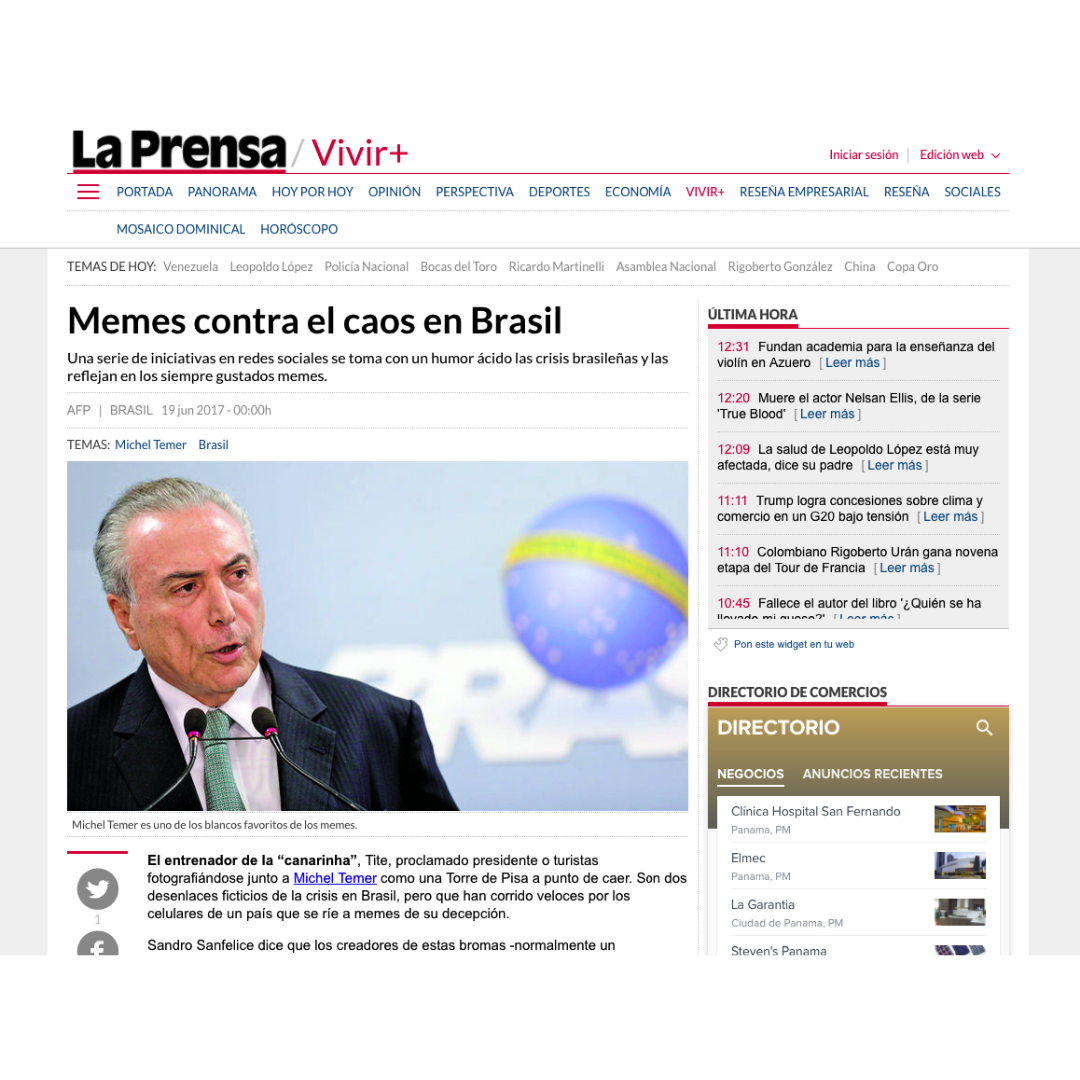 La Prensa / Vivir+
Iniciar sesión | Edición web
PORTADA PANORAMA HOY POR HOY OPINIÓN PERSPECTIVA DEPORTES ECONOMÍA VIVIR+ RESEÑA EMPRESARIAL RESEÑA SOCIALES
MOSAICO DOMINICAL HORÓSCOPO
TEMAS DE HOY: Venezuela Leopoldo López Policía Nacional Bocas del Toro Ricardo Martinelli Asamblea Nacional Rigoberto González China Copa Oro
Memes contra el caos en Brasil
Una serie de iniciativas en redes sociales se toma con un humor ácido las crisis brasileñas y las
reflejan en los siempre gustados memes.
AFP | BRASIL 19 jun 2017 - 00:00h
TEMAS: Michel Temer Brasil
Michel Temer es uno de los blancos favoritos de los memes.
1
El entrenador de la “canarinha”, Tite, proclamado presidente o turistas
fotografiándose junto a Michel Temer como una Torre de Pisa a punto de caer. Son dos
desenlaces ficticios de la crisis en Brasil, pero que han corrido veloces por los
celulares de un país que se ríe a memes de su decepción.
Sandro Sanfelice dice que los creadores de estas bromas -normalmente un
ÚLTIMA HORA
12:31 Fundan academia para la enseñanza del
violín en Azuero [ Leer más ]
12:20 Muere el actor Nelsan Ellis, de la serie
'True Blood' [ Leer más ]
12:09 La salud de Leopoldo López está muy
afectada, dice su padre [ Leer más ]
11:11 Trump logra concesiones sobre clima y
comercio en un G20 bajo tensión [ Leer más ]
11:10 Colombiano Rigoberto Urán gana novena
etapa del Tour de Francia [ Leer más ]
10:45 Fallece el autor del libro '¿Quién se ha
llevado mi queso?' [ Leer más ]
Pon este widget en tu web
DIRECTORIO DE COMERCIOS
DIRECTORIO
NEGOCIOS ANUNCIOS RECIENTES
Clínica Hospital San Fernando
Panama, PM
Elmec
Panama, PM
La Garantia
Ciudad de Panama, PM
Steven's Panama